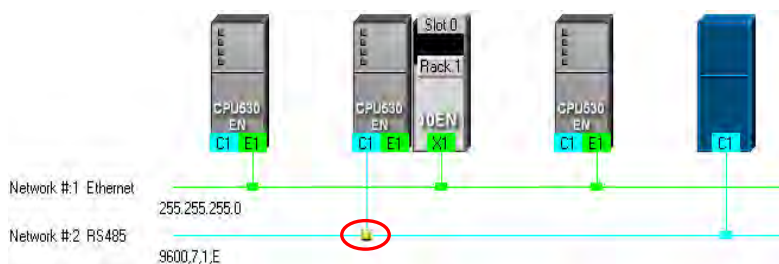 Slot 0
Rack 1
CPU530
EN
C1 E1
CPU530
EN
C1 E1
00EN
X1
CPU530
EN
C1 E1
C1
Network #:1 Ethernet
255.255.255.0
Network #:2 RS485
9600,7,1,E